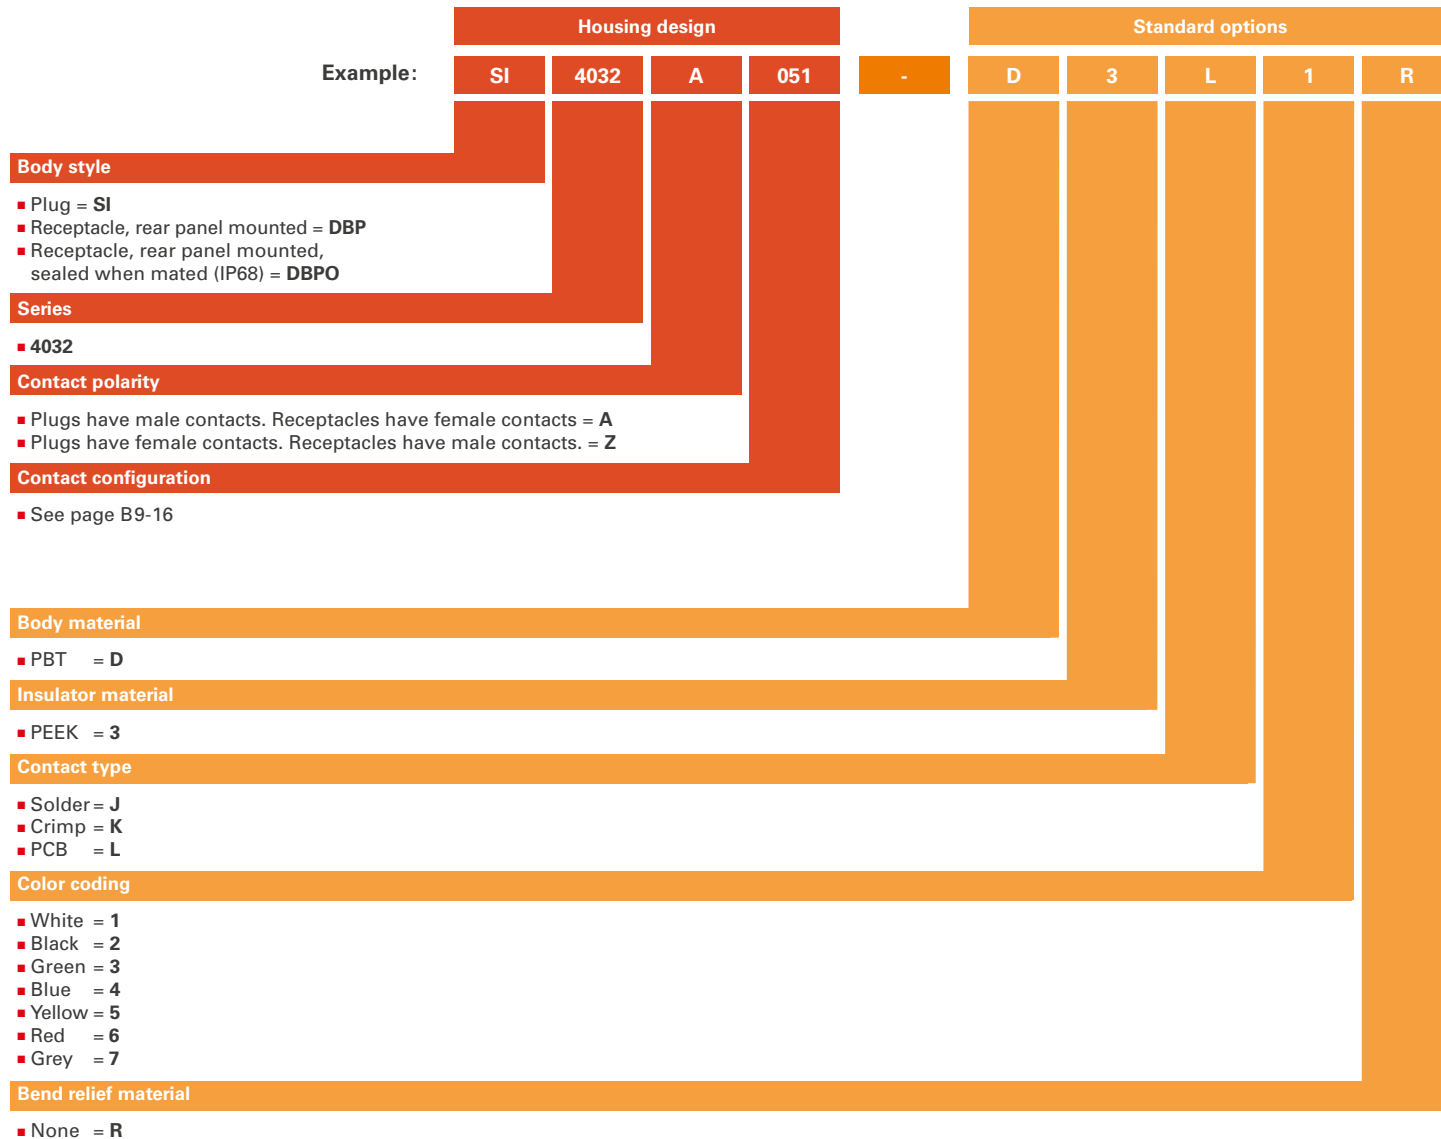 Housing design
Standard options
Example: SI 4032 A 051 - D 3 L 1 R
Body style
■ Plug = SI
■ Receptacle, rear panel mounted = DBP
■ Receptacle, rear panel mounted,
sealed when mated (IP68) = DBPO
Series
■ 4032
Contact polarity
■ Plugs have male contacts. Receptacles have female contacts = A
■ Plugs have female contacts. Receptacles have male contacts. = Z
Contact configuration
■ See page B9-16
Body material
■ PBT = D
Insulator material
■ PEEK = 3
Contact type
■ Solder = J
■ Crimp = K
■ PCB = L
Color coding
■ White = 1
■ Black = 2
■ Green = 3
■ Blue = 4
■ Yellow = 5
■ Red = 6
■ Grey = 7
Bend relief material
■ None = R